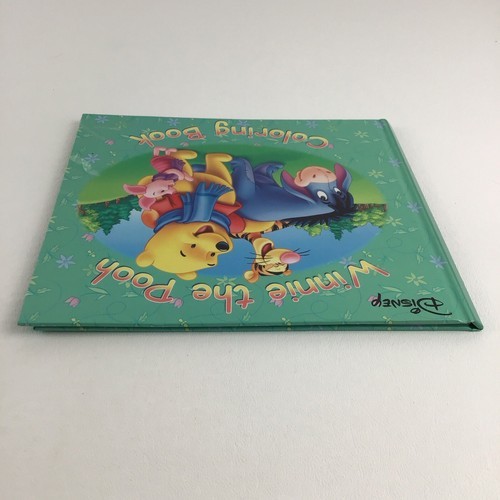 Disney
Winnie the Pooh
Coloring Book